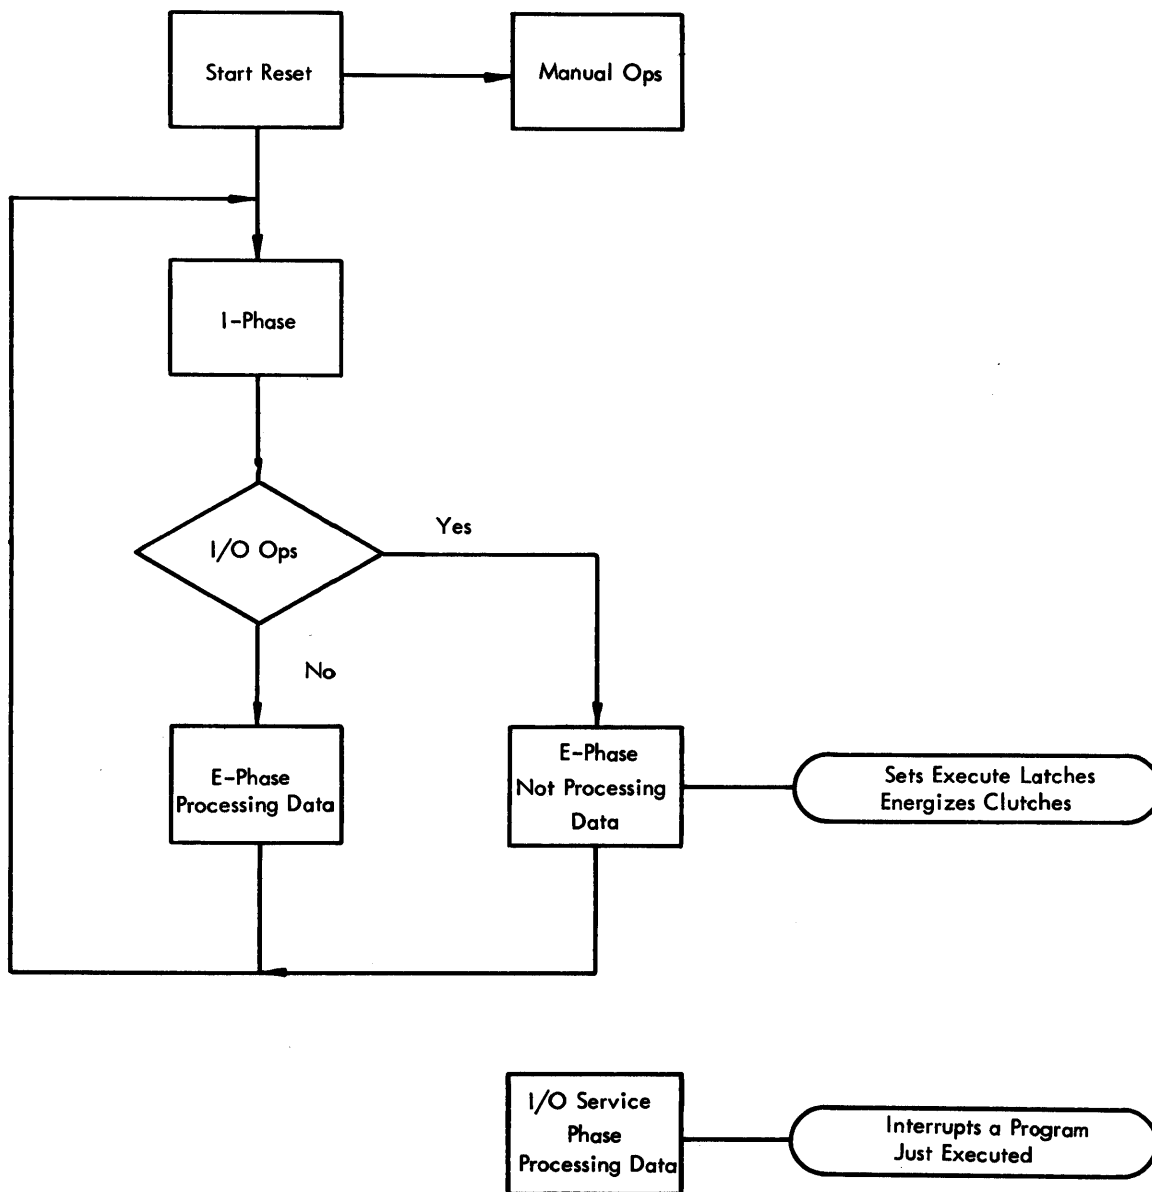 Start Reset
Manual Ops
I-Phase
I/O Ops
Yes
No
E-Phase
Processing Data
E-Phase
Not Processing
Data
Sets Execute Latches
Energizes Clutches
I/O Service
Phase
Processing Data
Interrupts a Program
Just Executed